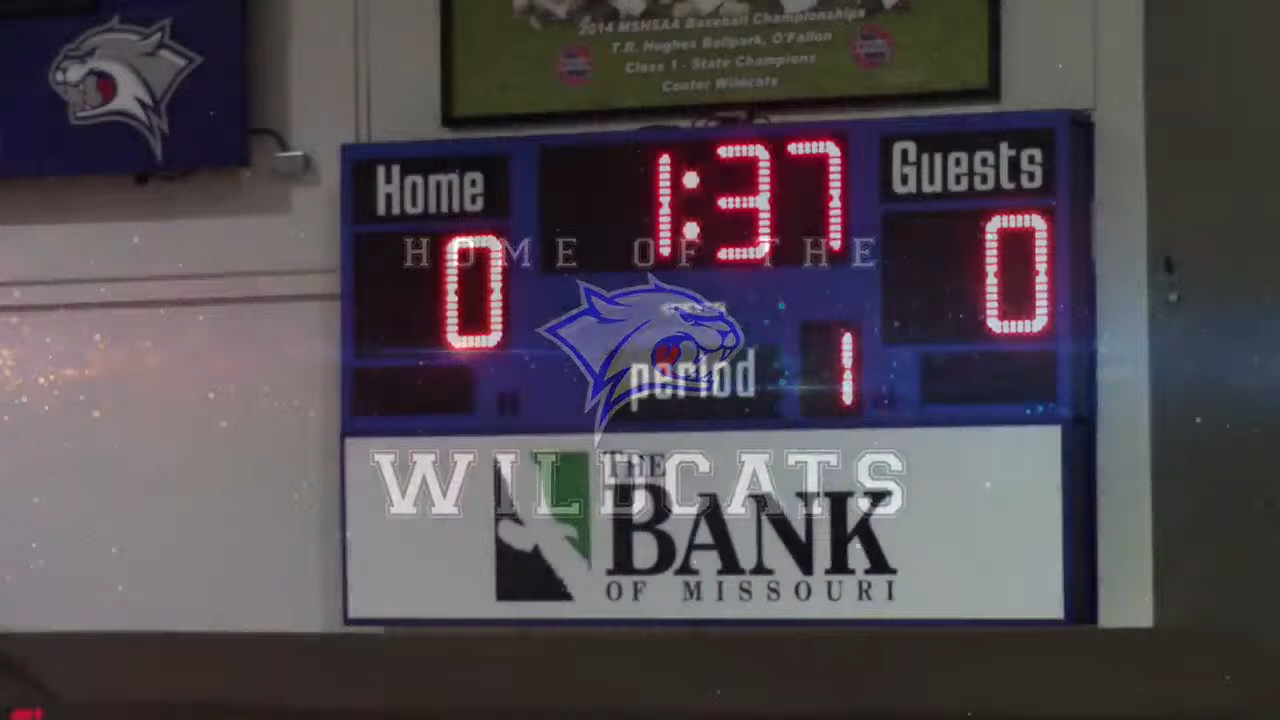 2014 MSHSAA Baseball Championships
T.R. Hughes Ballpark, O'Fallon
Class 1 - State Champions
Conter Wildcats
Home
1:37
Guests
HOME OF THE
0
0
period
1
WILDCATS
THE
BANK
OF MISSOURI